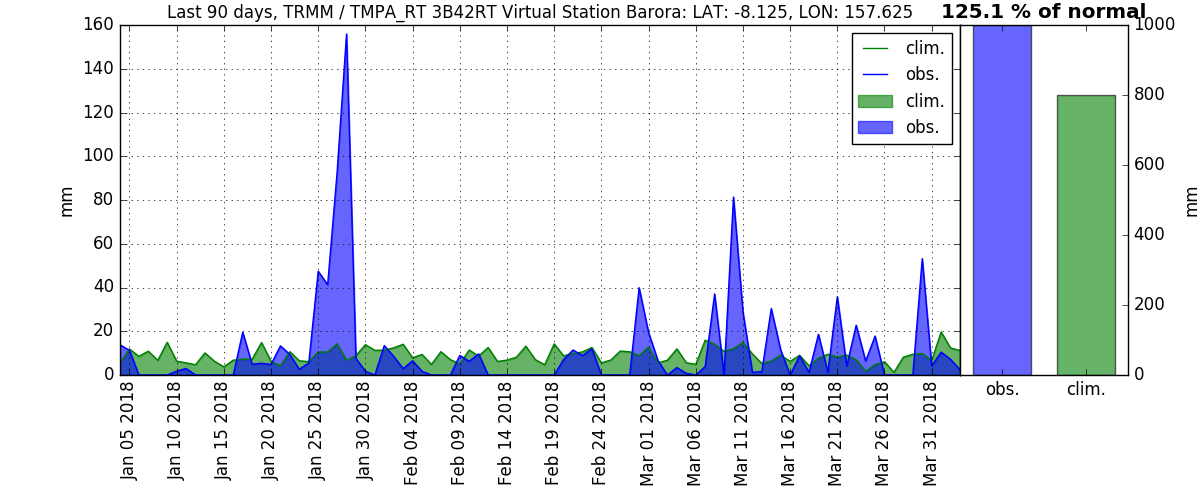 Last 90 days, TRMM / TMPA_RT 3B42RT Virtual Station Barora: LAT: -8.125, LON: 157.625
125.1 % of normal
160
140
120
100
80
60
40
20
0
mm
clim.
obs.
clim.
obs.
1000
800
600
400
200
0
mm
obs.
clim.
Jan 05 2018
Jan 10 2018
Jan 15 2018
Jan 20 2018
Jan 25 2018
Jan 30 2018
Feb 04 2018
Feb 09 2018
Feb 14 2018
Feb 19 2018
Feb 24 2018
Mar 01 2018
Mar 06 2018
Mar 11 2018
Mar 16 2018
Mar 21 2018
Mar 26 2018
Mar 31 2018